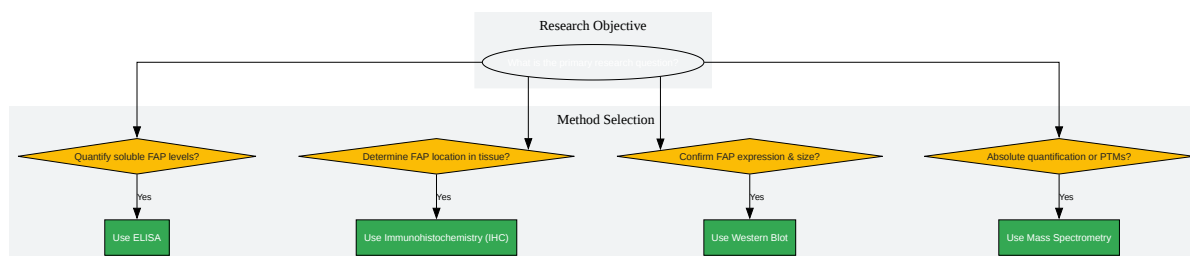 Research Objective
What is the primary research question?
Method Selection
Quantify soluble FAP levels?
Determine FAP location in tissue?
Confirm FAP expression & size?
Absolute quantification or PTMs?
Yes
Yes
Yes
Yes
Use ELISA
Use Immunohistochemistry (IHC)
Use Western Blot
Use Mass Spectrometry